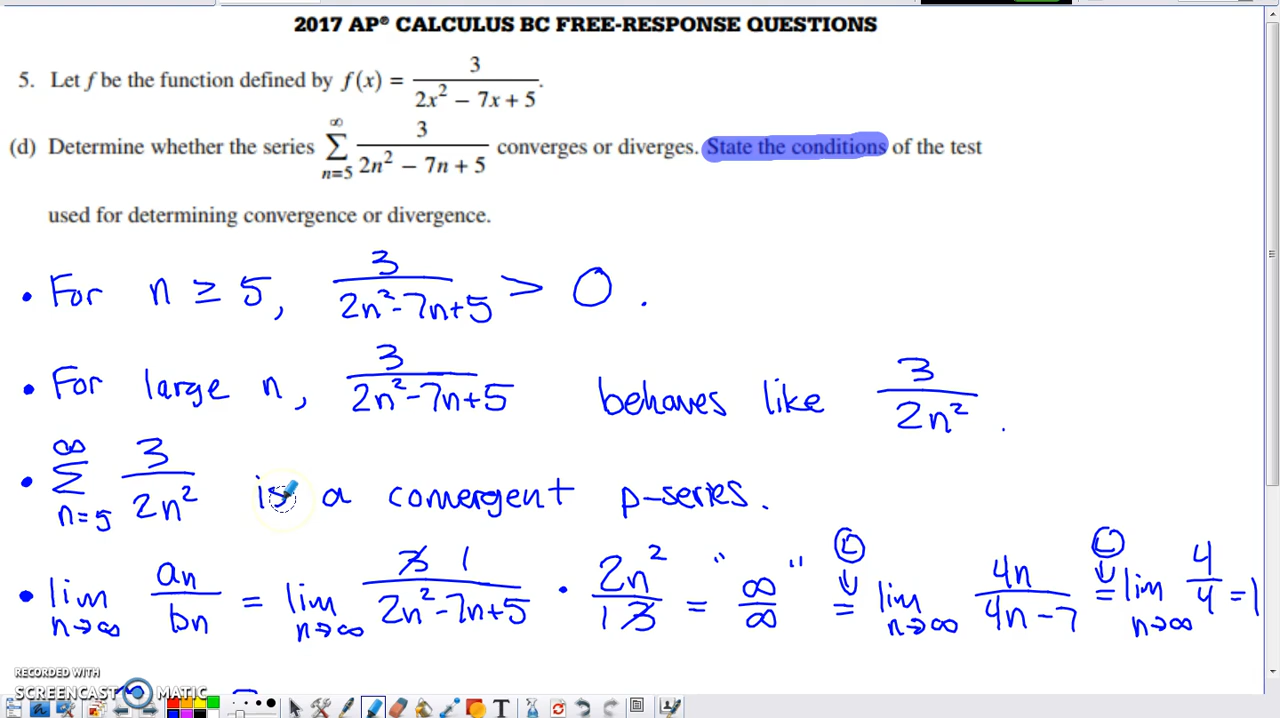 2017 AP® CALCULUS BC FREE-RESPONSE QUESTIONS
5. Let f be the function defined by f(x) = 3/(2x² − 7x + 5).
(d) Determine whether the series ∑_{n=5}^{∞} 3/(2n² − 7n + 5) converges or diverges. State the conditions of the test
used for determining convergence or divergence.
• For n ≥ 5, 3/(2n²-7n+5) > 0.
• For large n, 3/(2n²-7n+5) behaves like 3/(2n²).
• ∑_{n=5}^{∞} 3/(2n²) is a convergent p-series.
• lim_{n→∞} an/bn = lim_{n→∞} 3 1/(2n²-7n+5) • 2n²/(1 3) = "∞/∞" Ⓛ↓= lim_{n→∞} 4n/(4n-7) Ⓛ↓= lim_{n→∞} 4/4 = 1
RECORDED WITH
SCREENCAST MATIC
T